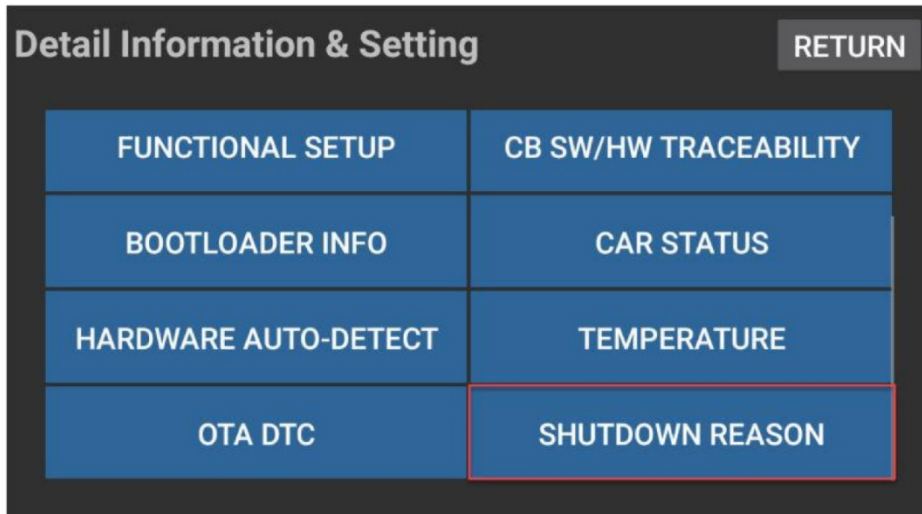 Detail Information & Setting
RETURN
FUNCTIONAL SETUP
CB SW/HW TRACEABILITY
BOOTLOADER INFO
CAR STATUS
HARDWARE AUTO-DETECT
TEMPERATURE
OTA DTC
SHUTDOWN REASON